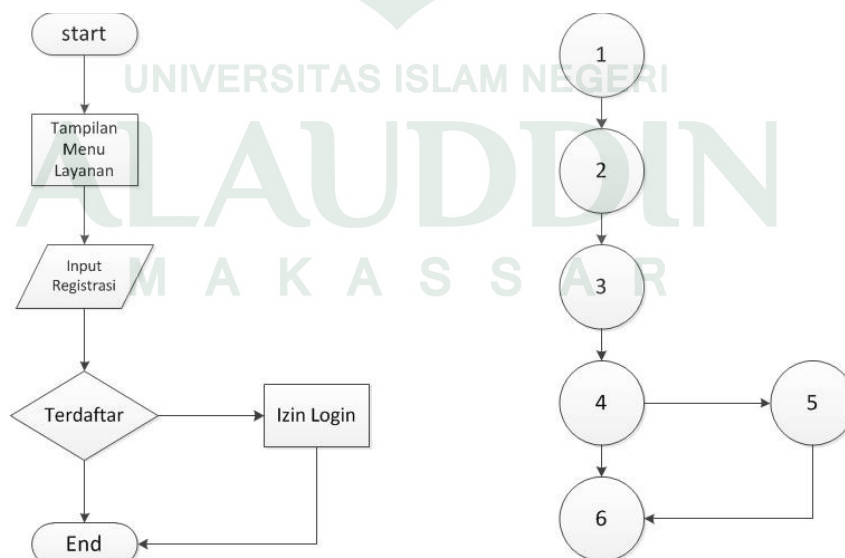 start
Tampilan
Menu
Layanan
Input
Registrasi
Terdaftar
Izin Login
End
1
2
3
4
5
6
UNIVERSITAS ISLAM NEGERI
ALAUDDIN
MAKASSAR